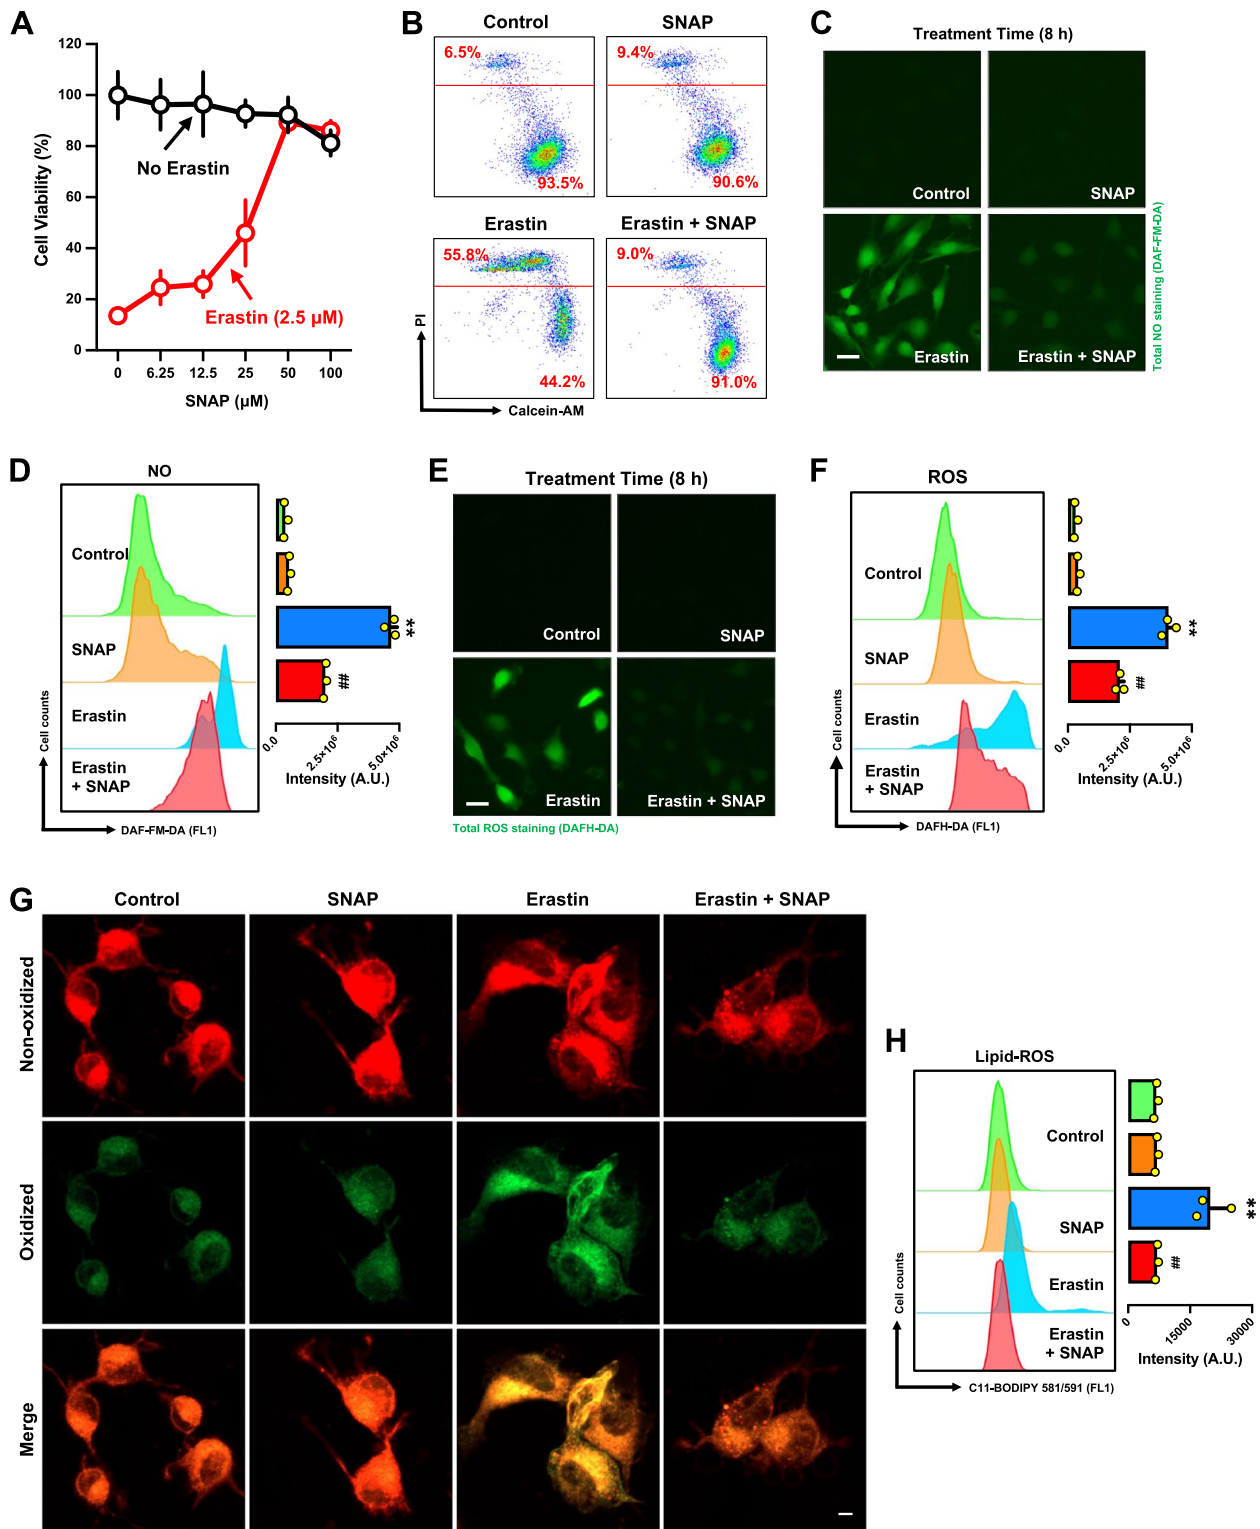 A
120
100
80
60
40
20
0
Cell Viability (%)
No Erastin
Erastin (2.5 µM)
0 6.25 12.5 25 50 100
SNAP (µM)
B
Control SNAP
6.5% 9.4%
93.5% 90.6%
Erastin Erastin + SNAP
55.8% 9.0%
44.2% 91.0%
PI
Calcein-AM
C
Treatment Time (8 h)
Control SNAP
Erastin Erastin + SNAP
Total NO staining (DAF-FM-DA)
D
NO
Control
SNAP
Erastin
Erastin
+ SNAP
Cell counts
DAF-FM-DA (FL1)
**
##
0.0 2.5×10⁶ 5.0×10⁶
Intensity (A.U.)
E
Treatment Time (8 h)
Control SNAP
Erastin Erastin + SNAP
Total ROS staining (DAFH-DA)
F
ROS
Control
SNAP
Erastin
Erastin
+ SNAP
Cell counts
DAFH-DA (FL1)
**
##
0.0 2.5×10⁶ 5.0×10⁶
Intensity (A.U.)
G
Control SNAP Erastin Erastin + SNAP
Non-oxidized
Oxidized
Merge
H
Lipid-ROS
Control
SNAP
Erastin
Erastin
+ SNAP
Cell counts
C11-BODIPY 581/591 (FL1)
**
##
0 15000 30000
Intensity (A.U.)